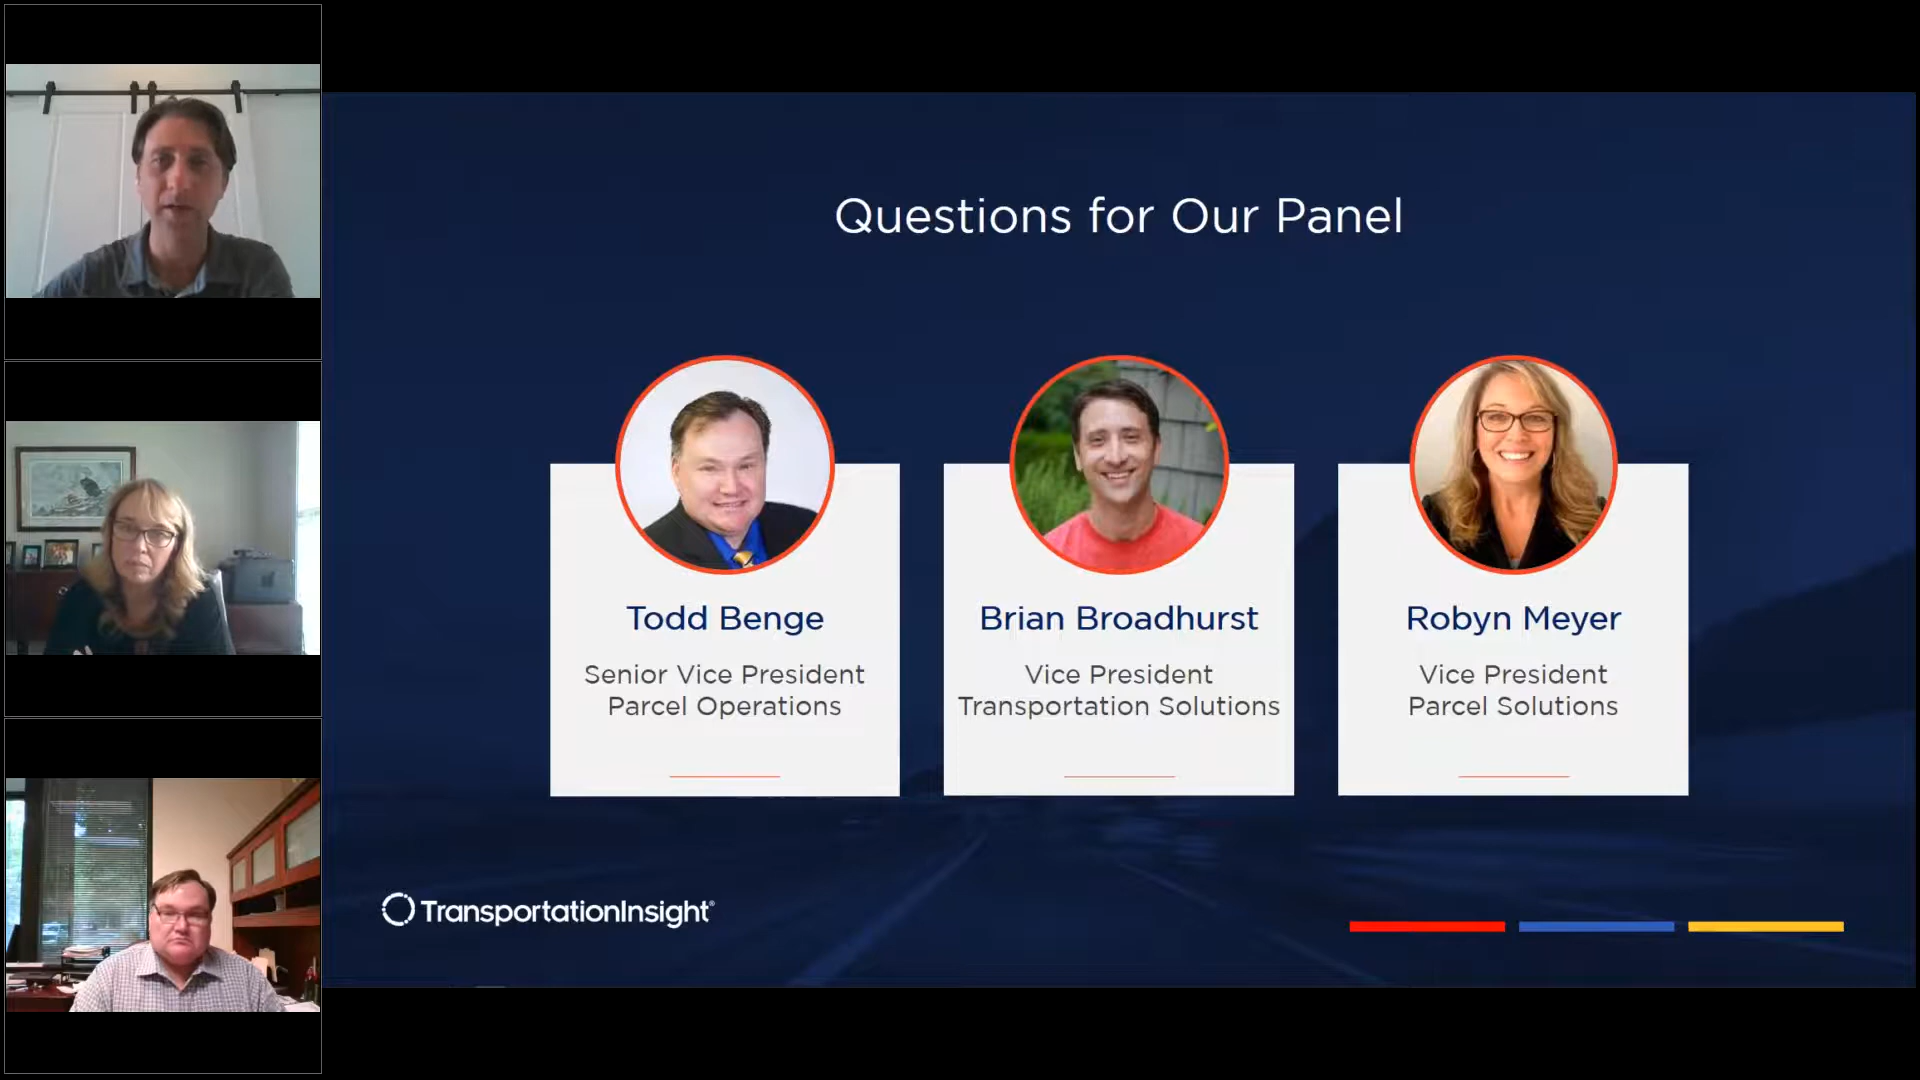 Questions for Our Panel
Todd Benge
Senior Vice President
Parcel Operations
Brian Broadhurst
Vice President
Transportation Solutions
Robyn Meyer
Vice President
Parcel Solutions
TransportationInsight®